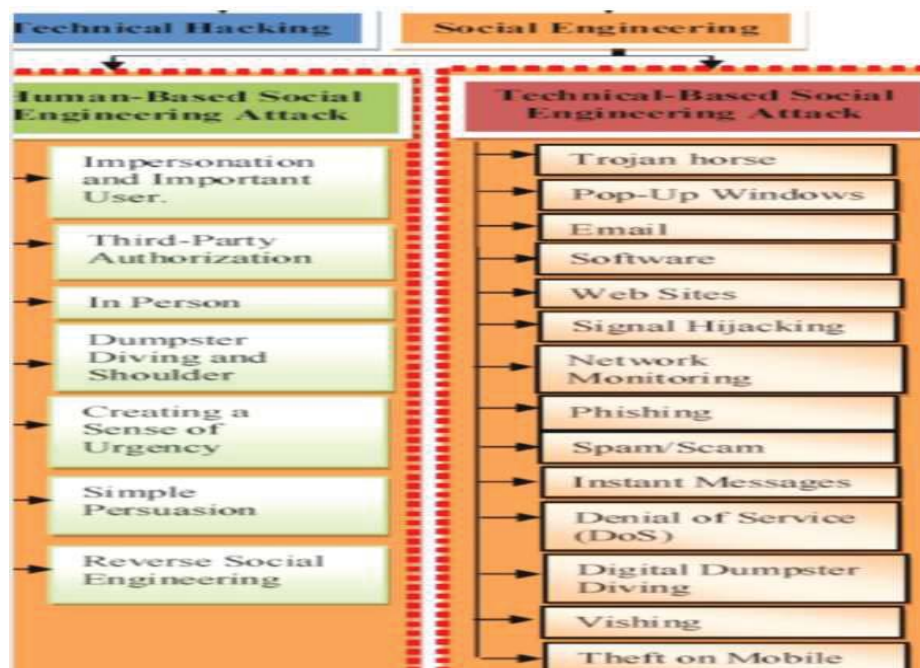 Technical Hacking
Social Engineering
Human-Based Social
Engineering Attack
Impersonation
and Important
User.
Third-Party
Authorization
In Person
Dumpster
Diving and
Shoulder
Creating a
Sense of
Urgency
Simple
Persuasion
Reverse Social
Engineering
Technical-Based Social
Engineering Attack
Trojan horse
Pop-Up Windows
Email
Software
Web Sites
Signal Hijacking
Network
Monitoring
Phishing
Spam/Scam
Instant Messages
Denial of Service
(DoS)
Digital Dumpster
Diving
Vishing
Theft on Mobile